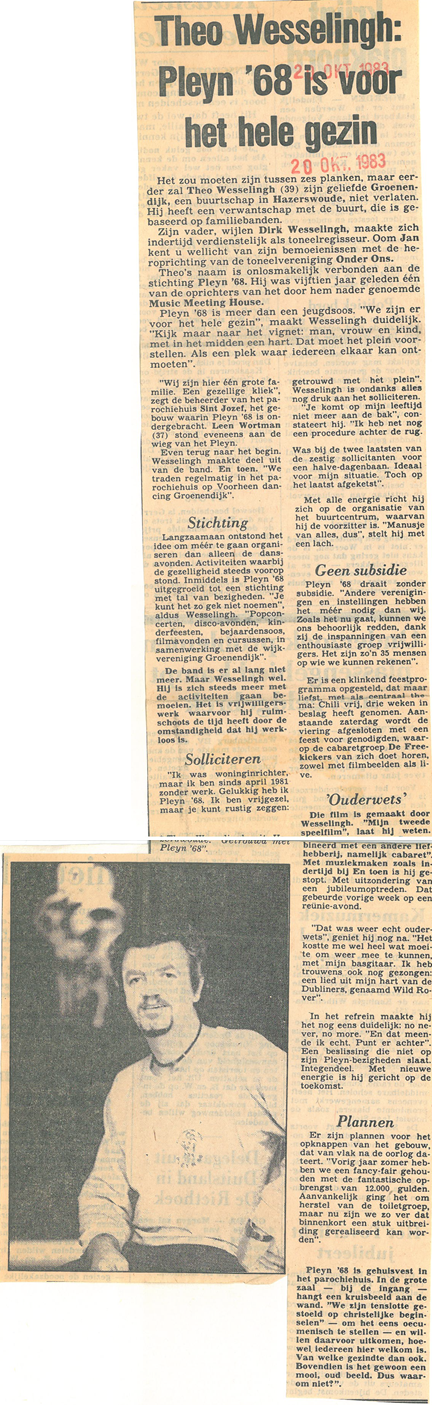 Theo Wesselingh:
Pleyn '68 is voor
20 OKT. 1983
het hele gezin
20 OKT. 1983
Het zou moeten zijn tussen zes planken, maar eer-
der zal Theo Wesselingh (39) zijn geliefde Groenen-
dijk, een buurtschap in Hazerswoude, niet verlaten.
Hij heeft een verwantschap met de buurt, die is ge-
baseerd op familiebanden.
Zijn vader, wijlen Dirk Wesselingh, maakte zich
indertijd verdienstelijk als toneelregisseur. Oom Jan
kent u wellicht van zijn bemoeienissen met de he-
roprichting van de toneelvereniging Onder Ons.
Theo's naam is onlosmakelijk verbonden aan de
stichting Pleyn '68. Hij was vijftien jaar geleden één
van de oprichters van het door hem nader genoemde
Music Meeting House.
Pleyn '68 is meer dan een jeugdsoos. "We zijn er
voor het hele gezin", maakt Wesselingh duidelijk.
"Kijk maar naar het vignet: man, vrouw en kind,
met in het midden een hart. Dat moet het plein voor-
stellen. Als een plek waar iedereen elkaar kan ont-
moeten".
"Wij zijn hier één grote fa-
milie. Een gezellige kliek",
zegt de beheerder van het pa-
rochiehuis Sint Jozef, het ge-
bouw waarin Pleyn '68 is on-
dergebracht. Leen Wortman
(37) stond eveneens aan de
wieg van het Pleyn.
Even terug naar het begin.
Wesselingh maakte deel uit
van de band. En toen. "We
traden regelmatig in het pa-
rochiehuis op Voorheen dan-
cing Groenendijk".
Stichting
Langzaamaan ontstond het
idee om méér te gaan organi-
seren dan alleen de dans-
avonden. Activiteiten waarbij
de gezelligheid steeds voorop
stond. Inmiddels is Pleyn '68
uitgegroeid tot een stichting
met tal van bezigheden. "Je
kunt het zo gek niet noemen",
aldus Wesselingh. "Popcon-
certen, disco-avonden, kin-
derfeesten, bejaardensoos,
filmavonden en cursussen, in
samenwerking met de wijk-
vereniging Groenendijk".
De band is er al lang niet
meer. Maar Wesselingh wel.
Hij is zich steeds meer met
de activiteiten gaan be-
moeien. Het is vrijwilligers-
werk waarvoor hij ruim-
schoots de tijd heeft door de
omstandigheid dat hij werk-
loos is.
Solliciteren
"Ik was woninginrichter,
maar ik ben sinds april 1981
zonder werk. Gelukkig heb ik
Pleyn '68. Ik ben vrijgezel,
maar je kunt rustig zeggen:
Getrouwd met
Pleyn '68".
getrouwd met het plein".
Wesselingh is ondanks alles
nog druk aan het solliciteren.
"Je komt op mijn leeftijd
niet meer aan de bak", con-
stateert hij. "Ik heb net nog
een procedure achter de rug.
Was bij de twee laatsten van
de zestig sollicitanten voor
een halve-dagenbaan. Ideaal
voor mijn situatie. Toch op
het laatst afgeketst".
Met alle energie richt hij
zich op de organisatie van
het buurtcentrum, waarvan
hij de voorzitter is. "Manusje
van alles, dus", stelt hij met
een lach.
Geen subsidie
Pleyn '68 draait zonder
subsidie. "Andere verenigin-
gen en instellingen hebben
het méér nodig dan wij.
Zoals het nu gaat, kunnen we
ons behoorlijk redden, dank
zij de inspanningen van een
enthousiaste groep vrijwilli-
gers. Het zijn zo'n 35 mensen
op wie we kunnen rekenen".
Er is een klinkend feestpro-
gramma opgesteld, dat maar
liefst, met als centraal the-
ma: Chili vrij, drie weken in
beslag heeft genomen. Aan-
staande zaterdag wordt de
viering afgesloten met een
feest voor genodigden, waar-
op de cabaretgroep De Free-
kickers van zich doet horen,
zowel met filmbeelden als li-
ve.
'Ouderwets'
Die film is gemaakt door
Wesselingh. "Mijn tweede
speelfilm", laat hij weten.
bineerd met een andere lief-
hebberij, namelijk cabaret".
Met muziekmaken zoals in-
dertijd bij En toen is hij ge-
stopt. Met uitzondering van
een jubileumoptreden. Dat
gebeurde vorige week op een
reünie-avond.
"Dat was echt ouder-
wets", geniet hij nog na. "Het
kostte me wel heel wat moei-
te om weer mee te kunnen,
met mijn basgitaar. Ik heb
trouwens ook nog gezongen:
een lied uit mijn hart van de
Dubliners, genaamd Wild Ro-
ver".
In het refrein maakte hij
het nog eens duidelijk: no ne-
ver, no more. "En dat meen-
de ik echt. Punt er achter".
Een beslissing die niet op
zijn Pleyn-bezigheden slaat.
Integendeel. Met nieuwe
energie is hij gericht op de
toekomst.
Plannen
Er zijn plannen voor het
opknappen van het gebouw,
dat van vlak na de oorlog da-
teert. "Vorig jaar zomer heb-
ben we een fancy-fair gehou-
den met de fantastische op-
brengst van 12.000 gulden.
Aanvankelijk ging het om
herstel van de toiletgroep,
maar nu zijn we zo ver dat
binnenkort een stuk uitbrei-
ding gerealiseerd kan wor-
den".
Pleyn '68 is gehuisvest in
het parochiehuis. In de grote
zaal — bij de ingang —
hangt een kruisbeeld aan de
wand. "We zijn tenslotte ge-
stoeld op christelijke begin-
selen" — om het eens oecu-
menisch te stellen — en wil-
len daarvoor uitkomen, hoe-
wel iedereen hier welkom is.
Van welke gezindte dan ook.
Bovendien is het gewoon een
mooi, oud beeld. Dus waar-
om niet?".